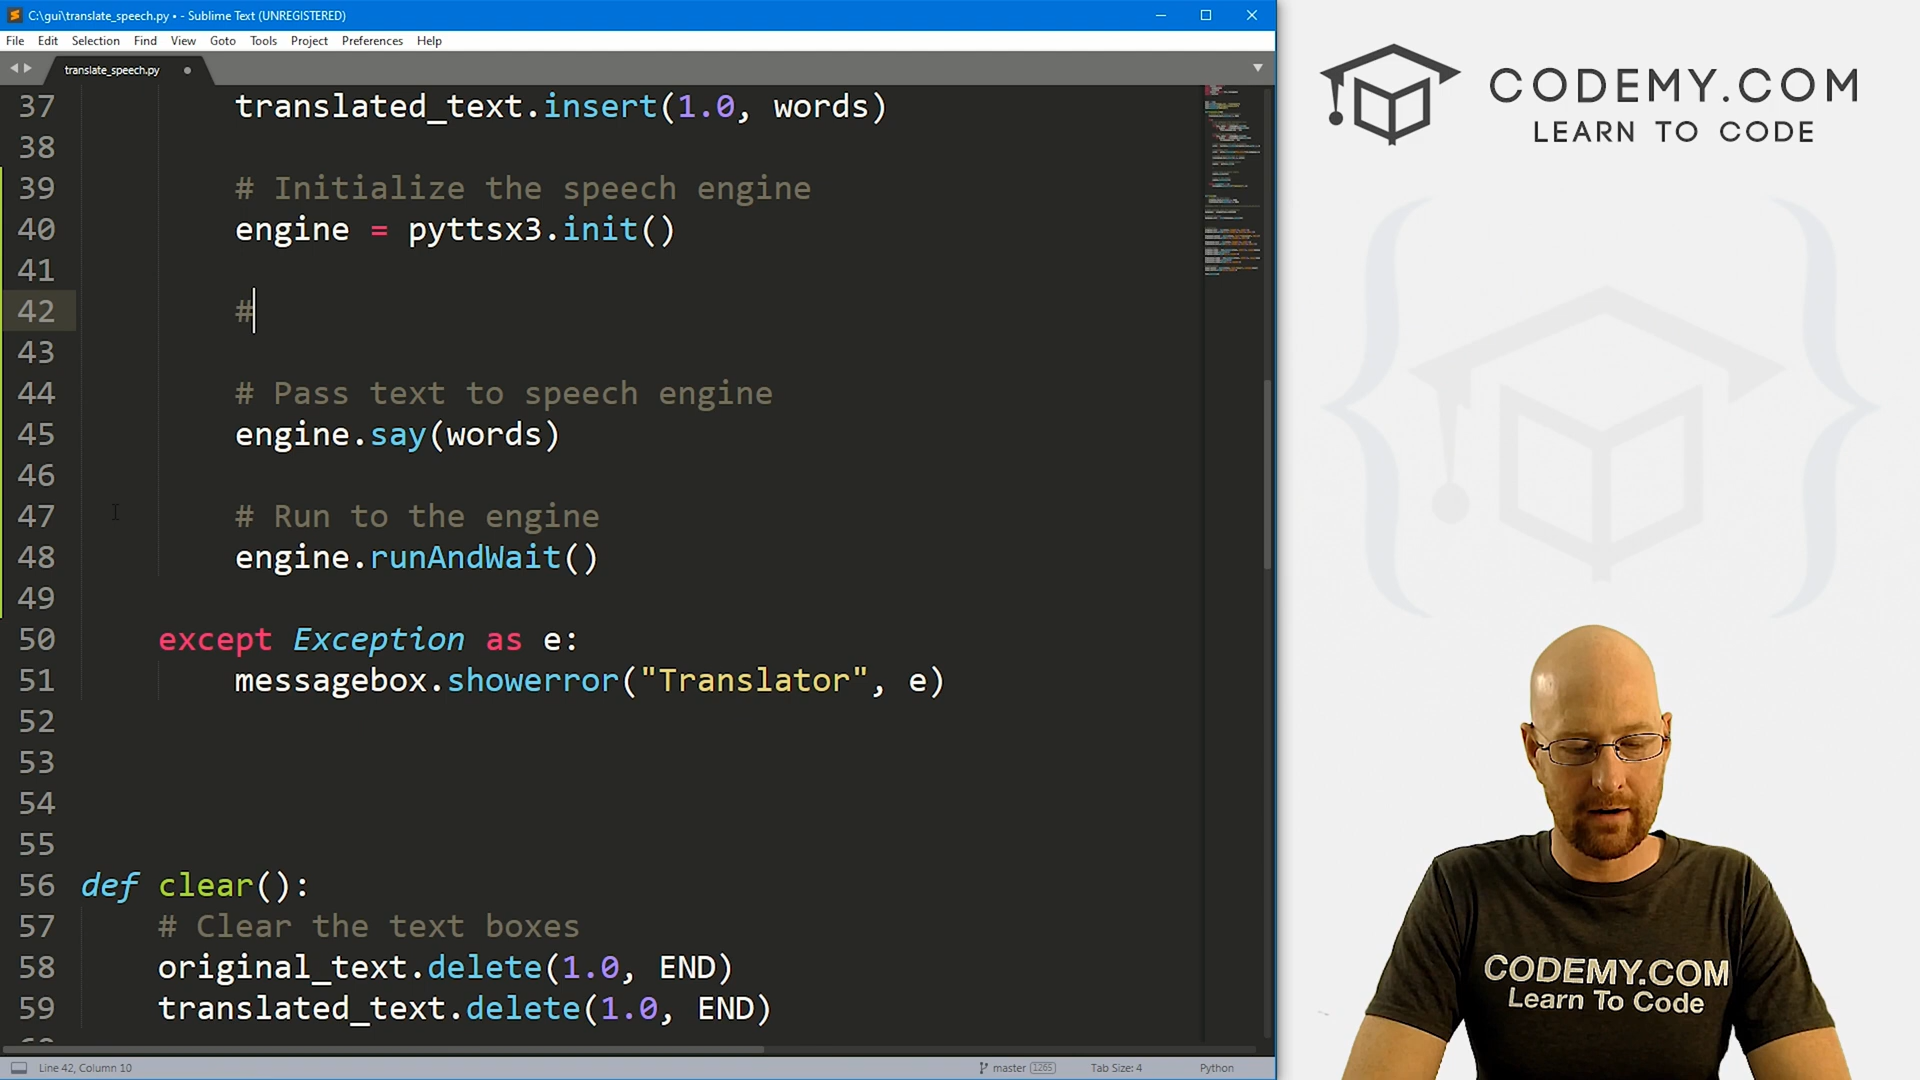 C:\gui\translate_speech.py • - Sublime Text (UNREGISTERED)
File Edit Selection Find View Goto Tools Project Preferences Help
translate_speech.py
37 translated_text.insert(1.0, words)
38
39 # Initialize the speech engine
40 engine = pyttsx3.init()
41
42 #
43
44 # Pass text to speech engine
45 engine.say(words)
46
47 # Run to the engine
48 engine.runAndWait()
49
50 except Exception as e:
51 messagebox.showerror("Translator", e)
52
53
54
55
56 def clear():
57 # Clear the text boxes
58 original_text.delete(1.0, END)
59 translated_text.delete(1.0, END)
Line 42, Column 10
master 1265
Tab Size: 4
Python
CODEMY.COM
LEARN TO CODE
CODEMY.COM
Learn To Code